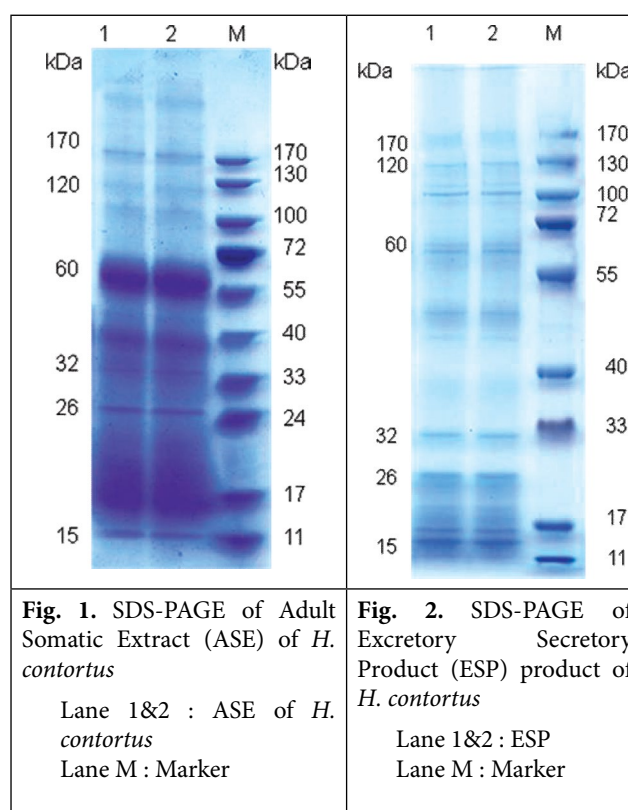 1 2 M
kDa kDa
170 170
130
120
100
72
60
55
40
32 33
26 24
17
15 11
Fig. 1. SDS-PAGE of Adult
Somatic Extract (ASE) of H.
contortus
Lane 1&2 : ASE of H.
contortus
Lane M : Marker
1 2 M
kDa kDa
170 170
120 130
100
72
60
55
40
33
32
26
17
15
11
Fig. 2. SDS-PAGE of
Excretory Secretory
Product (ESP) product of
H. contortus
Lane 1&2 : ESP
Lane M : Marker